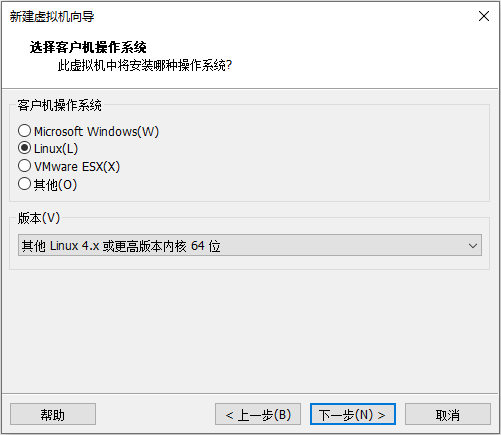 新建虚拟机向导
选择客户机操作系统
此虚拟机中将安装哪种操作系统?
客户机操作系统
Microsoft Windows(W)
Linux(L)
VMware ESX(X)
其他(O)
版本(V)
其他 Linux 4.x 或更高版本内核 64 位
帮助
< 上一步(B)
下一步(N) >
取消